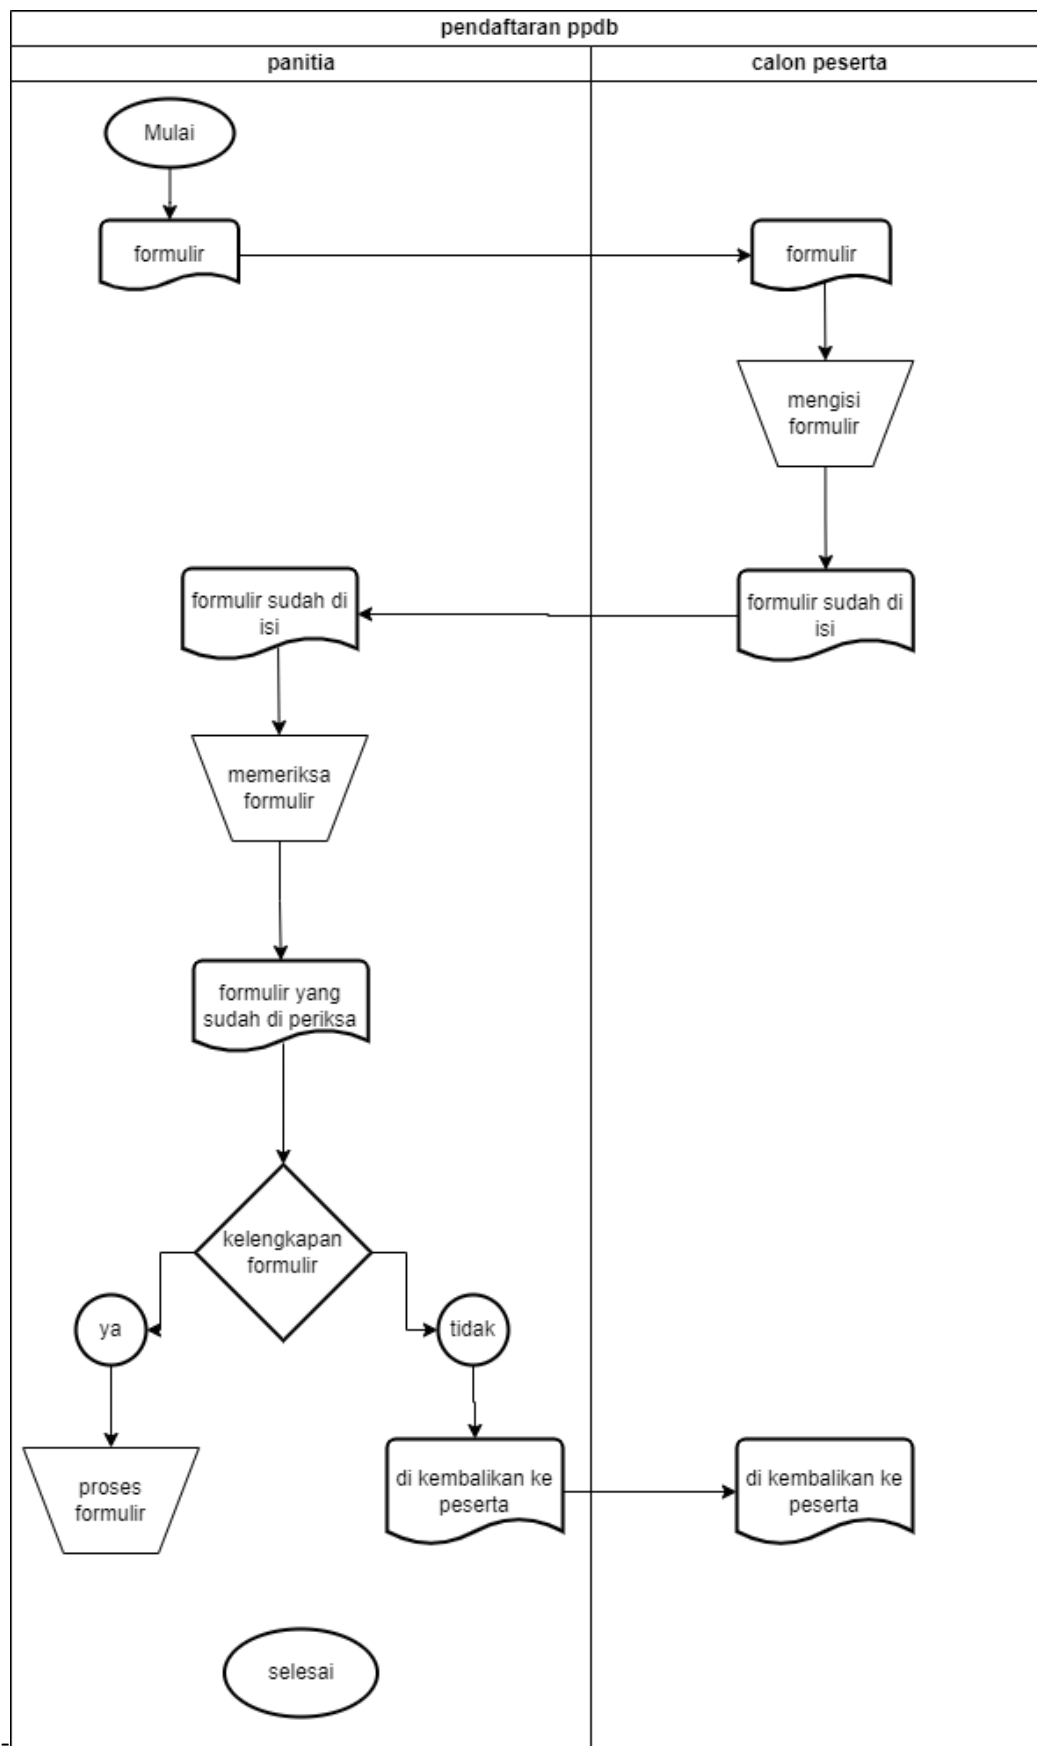 pendaftaran ppdb
panitia
calon peserta
Mulai
formulir
formulir
mengisi
formulir
formulir sudah di
isi
formulir sudah di
isi
memeriksa
formulir
formulir yang
sudah di periksa
kelengkapan
formulir
ya
tidak
proses
formulir
di kembalikan ke
peserta
di kembalikan ke
peserta
selesai